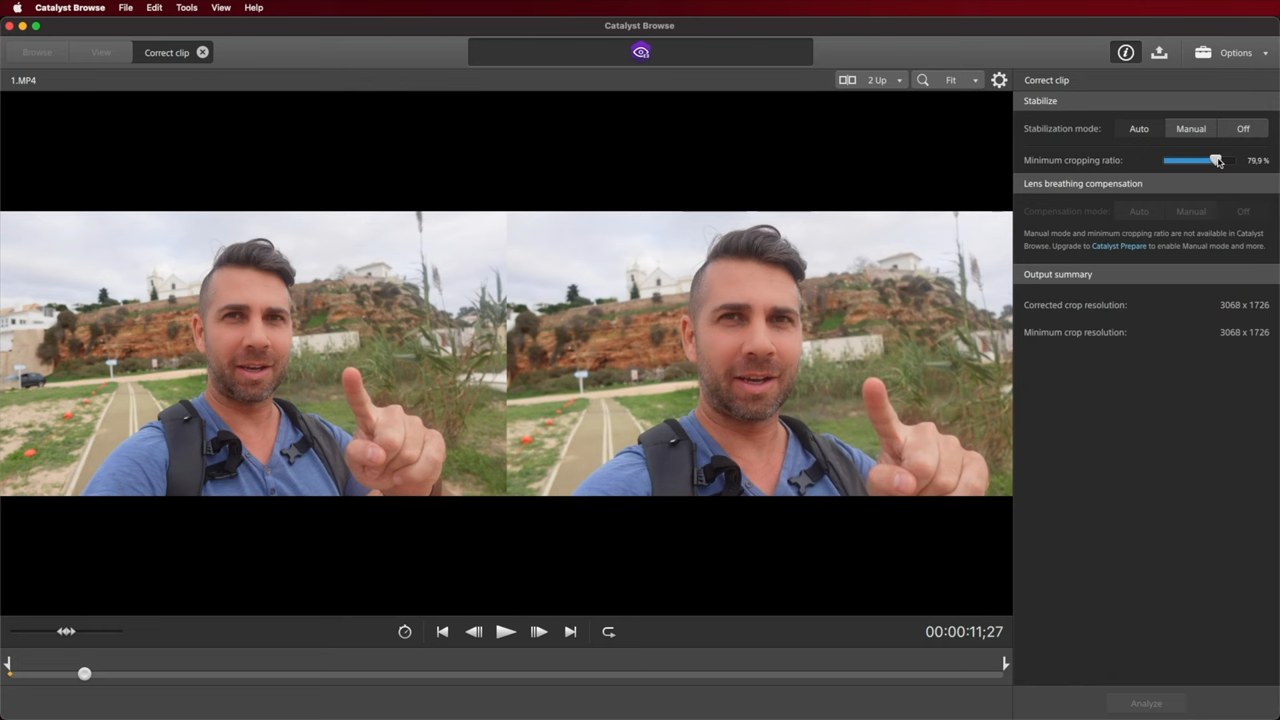 Catalyst Browse File Edit Tools View Help
Catalyst Browse
Browse View Correct clip Options
1.MP4 2 Up Fit Correct clip
Stabilize
Stabilization mode: Auto Manual Off
Minimum cropping ratio: 79,9 %
Lens breathing compensation
Compensation mode: Auto Manual Off
Manual mode and minimum cropping ratio are not available in Catalyst
Browse. Upgrade to Catalyst Prepare to enable Manual mode and more.
Output summary
Corrected crop resolution: 3068 x 1726
Minimum crop resolution: 3068 x 1726
00:00:11;27
Analyze